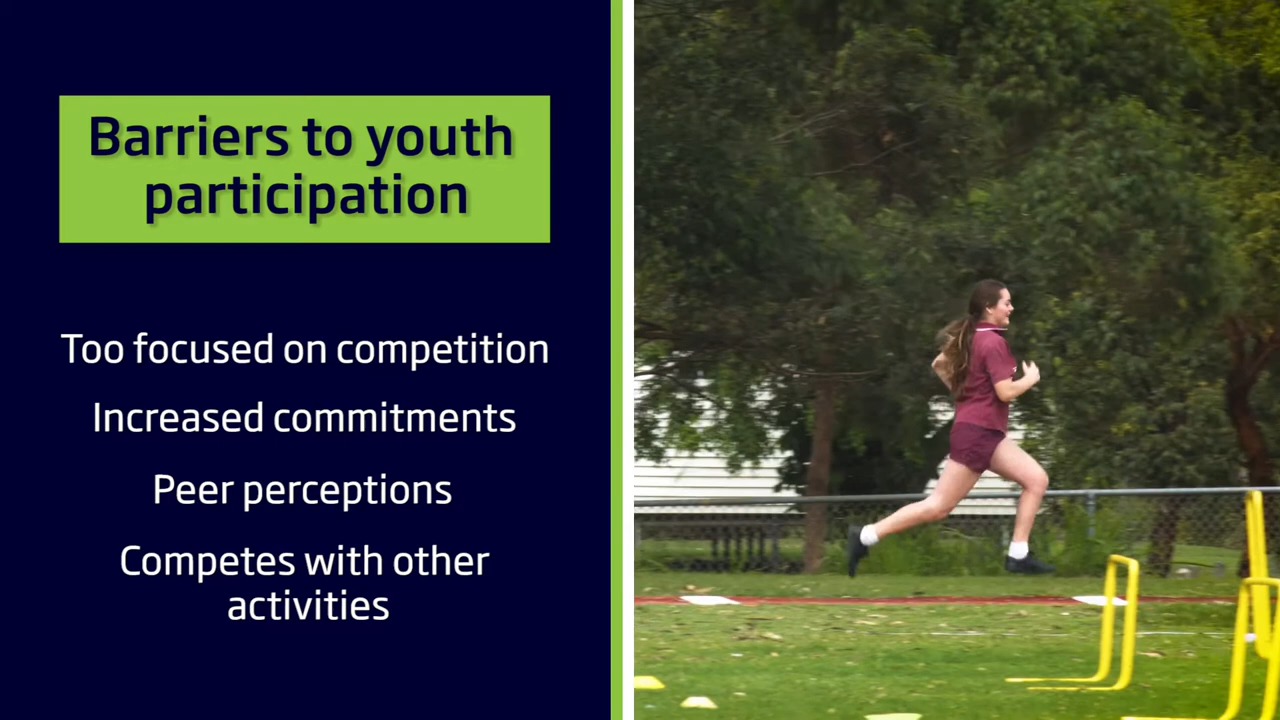 Barriers to youth
participation
Too focused on competition
Increased commitments
Peer perceptions
Competes with other
activities